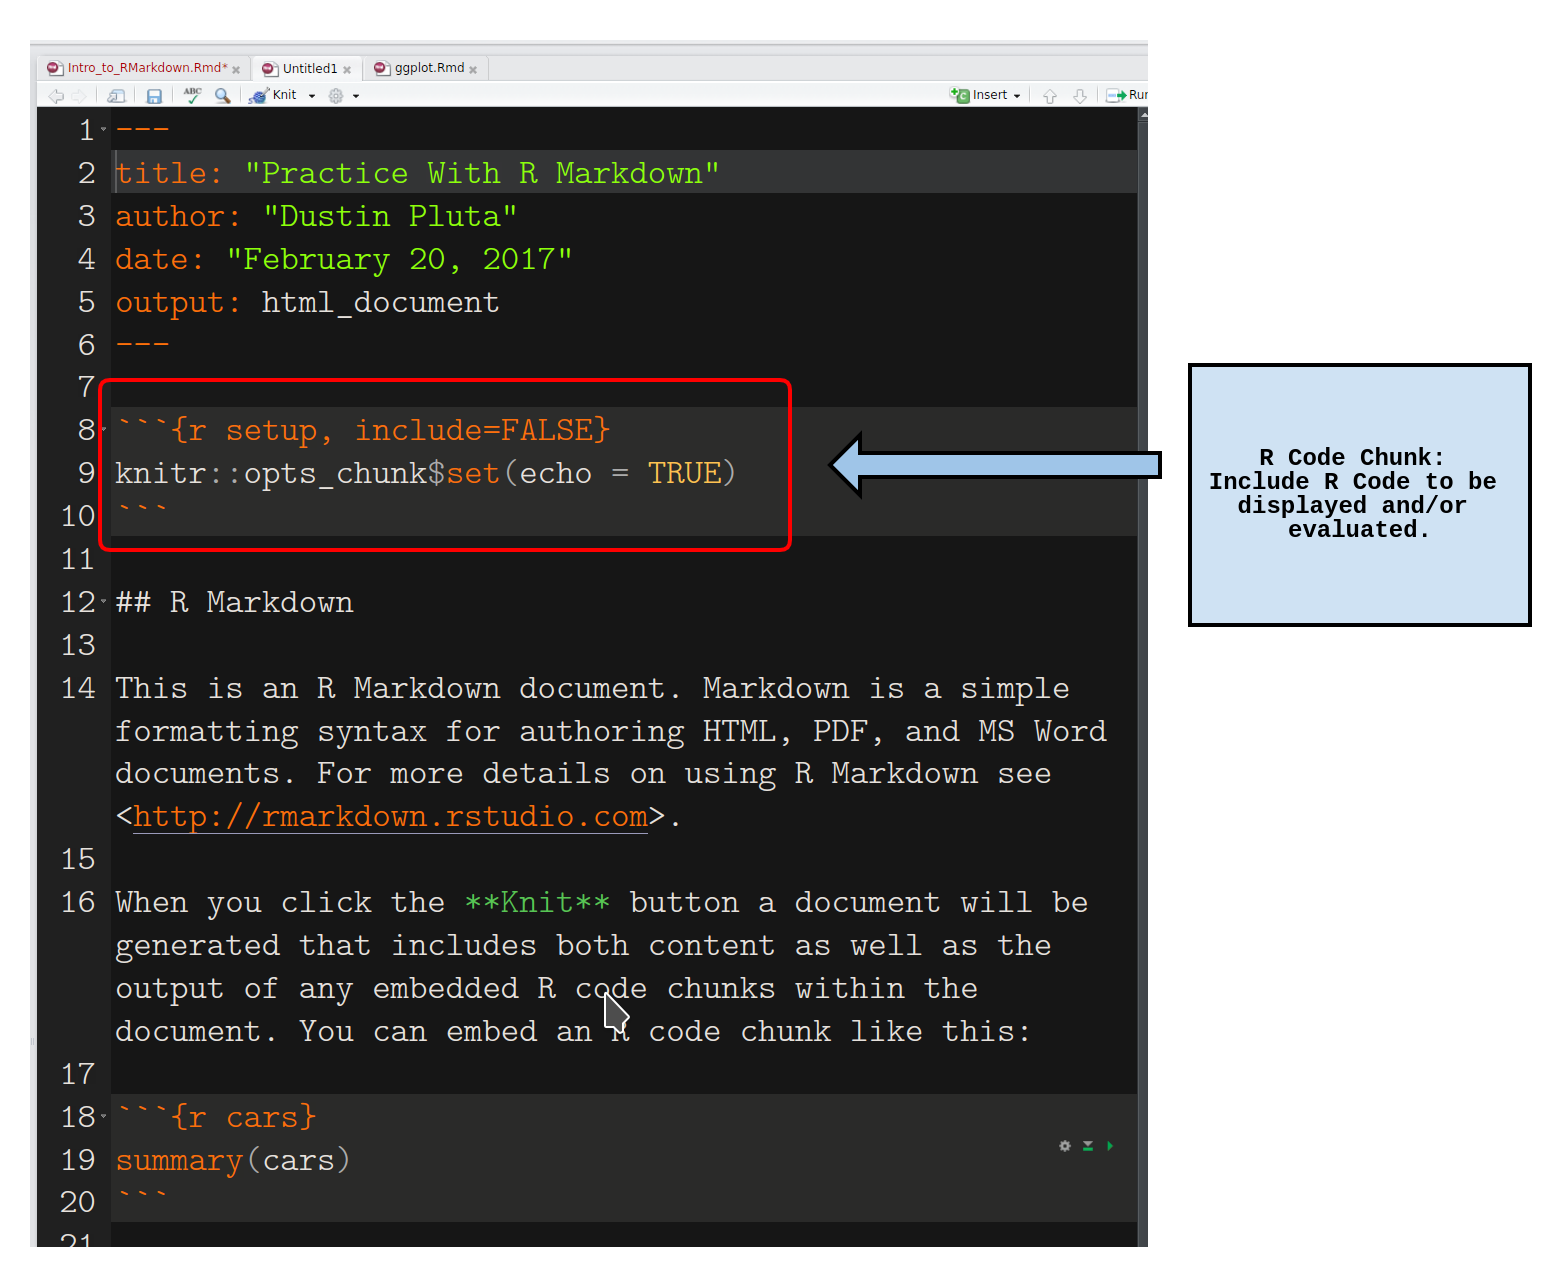 Intro_to_RMarkdown.Rmd* Untitled1 ggplot.Rmd
ABC Knit Insert Run
1 ---
2 title: "Practice With R Markdown"
3 author: "Dustin Pluta"
4 date: "February 20, 2017"
5 output: html_document
6 ---
7
8 ```{r setup, include=FALSE}
9 knitr::opts_chunk$set(echo = TRUE)
10 ```
11
12 ## R Markdown
13
14 This is an R Markdown document. Markdown is a simple
formatting syntax for authoring HTML, PDF, and MS Word
documents. For more details on using R Markdown see
<http://rmarkdown.rstudio.com>.
15
16 When you click the **Knit** button a document will be
generated that includes both content as well as the
output of any embedded R code chunks within the
document. You can embed an R code chunk like this:
17
18 ```{r cars}
19 summary(cars)
20 ```
21
R Code Chunk:
Include R Code to be
displayed and/or
evaluated.